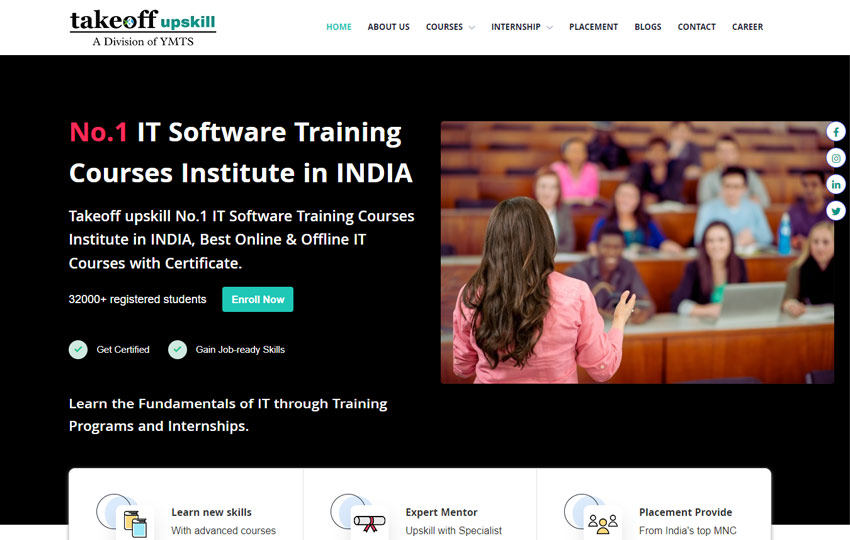 takeoff upskill
A Division of YMTS
HOME ABOUT US COURSES INTERNSHIP PLACEMENT BLOGS CONTACT CAREER
No.1 IT Software Training
Courses Institute in INDIA
Takeoff upskill No.1 IT Software Training Courses
Institute in INDIA, Best Online & Offline IT
Courses with Certificate.
32000+ registered students Enroll Now
Get Certified Gain Job-ready Skills
Learn the Fundamentals of IT through Training
Programs and Internships.
Learn new skills
With advanced courses
Expert Mentor
Upskill with Specialist
Placement Provide
From India's top MNC